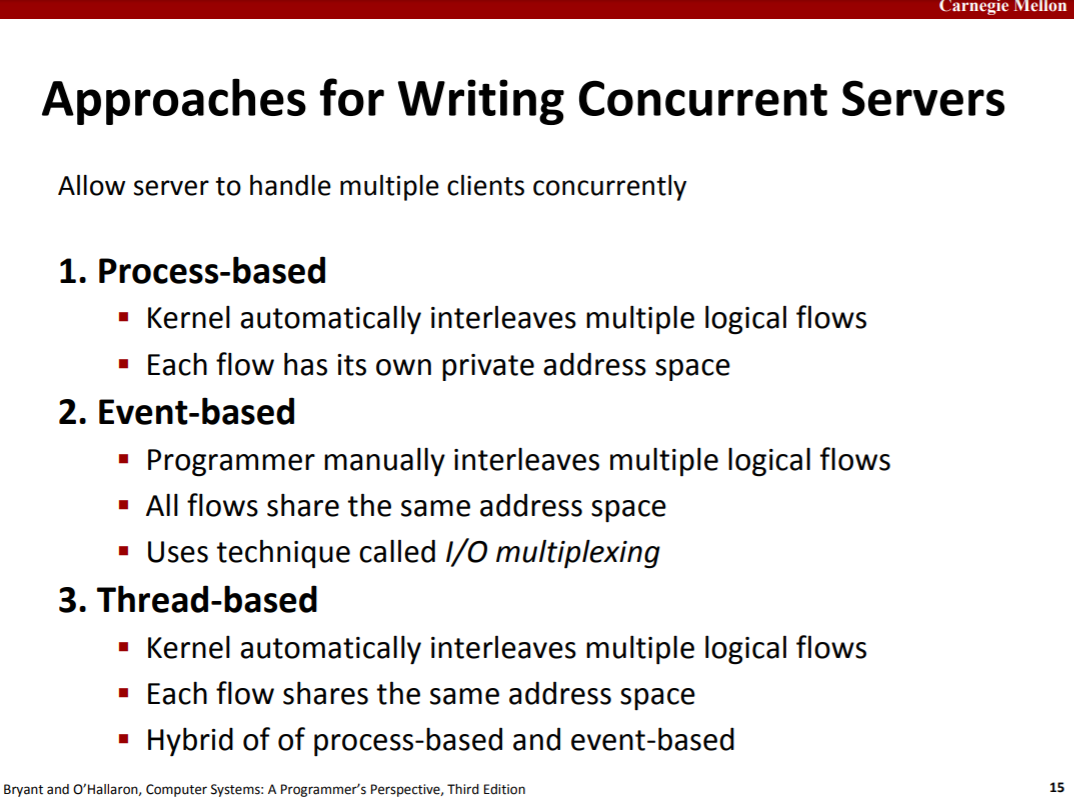 Carnegie Mellon
Approaches for Writing Concurrent Servers
Allow server to handle multiple clients concurrently
1. Process-based
▪ Kernel automatically interleaves multiple logical flows
▪ Each flow has its own private address space
2. Event-based
▪ Programmer manually interleaves multiple logical flows
▪ All flows share the same address space
▪ Uses technique called I/O multiplexing
3. Thread-based
▪ Kernel automatically interleaves multiple logical flows
▪ Each flow shares the same address space
▪ Hybrid of of process-based and event-based
Bryant and O’Hallaron, Computer Systems: A Programmer’s Perspective, Third Edition
15